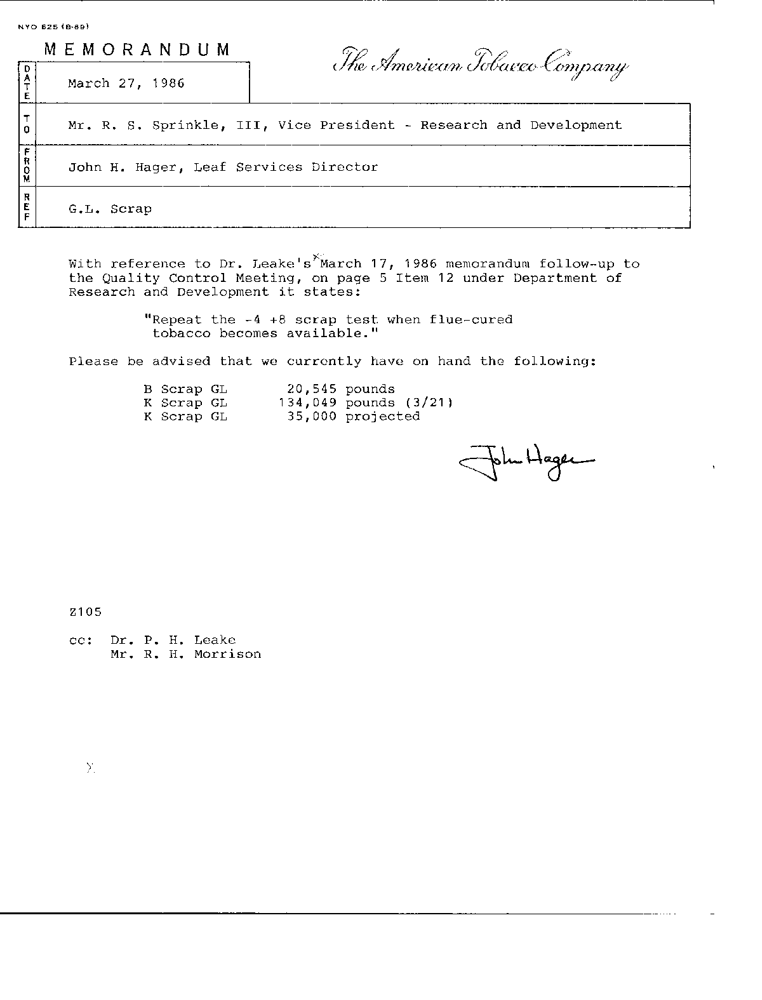 NYO 625 (8-69)
MEMORANDUM
The American Tobacco Company
DATE
March 27, 1986
TO
Mr. R. S. Sprinkle, III, Vice President - Research and Development
FROM
John H. Hager, Leaf Services Director
REF
G.L. Scrap
With reference to Dr. Leake's March 17, 1986 memorandum follow-up to
the Quality Control Meeting, on page 5 Item 12 under Department of
Research and Development it states:
"Repeat the -4 +8 scrap test when flue-cured
tobacco becomes available."
Please be advised that we currently have on hand the following:
B Scrap GL 20,545 pounds
K Scrap GL 134,049 pounds (3/21)
K Scrap GL 35,000 projected
John Hager
Z105
cc: Dr. P. H. Leake
Mr. R. H. Morrison